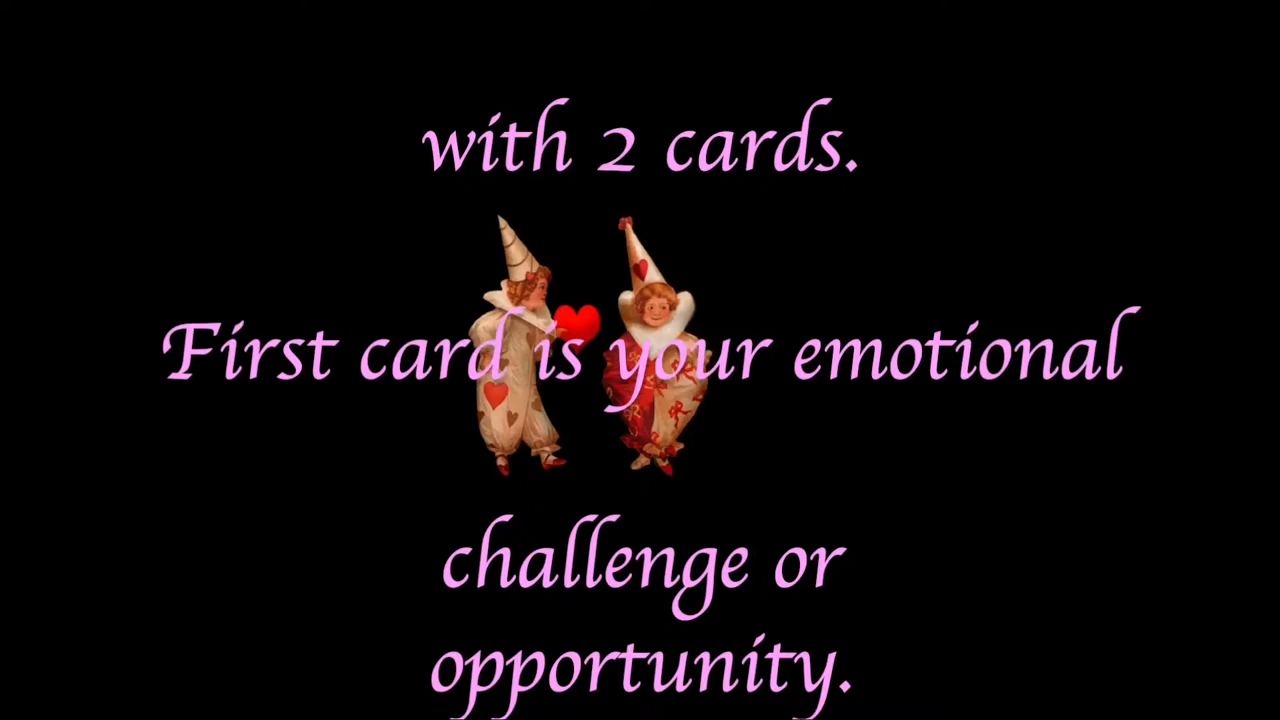 with 2 cards.
First card is your emotional
challenge or
opportunity.